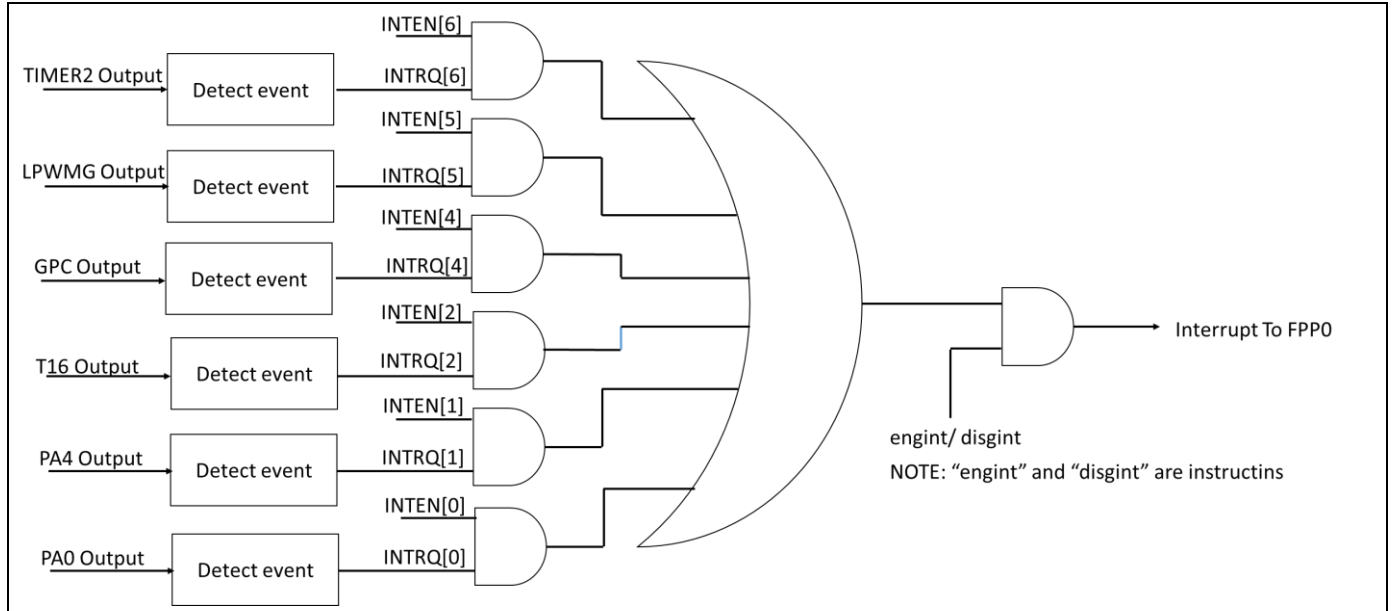 INTEN[6]
TIMER2 Output
Detect event
INTRQ[6]
INTEN[5]
LPWMG Output
Detect event
INTRQ[5]
INTEN[4]
GPC Output
Detect event
INTRQ[4]
INTEN[2]
T16 Output
Detect event
INTRQ[2]
INTEN[1]
PA4 Output
Detect event
INTRQ[1]
INTEN[0]
PA0 Output
Detect event
INTRQ[0]
Interrupt To FPP0
engint/ disgint
NOTE: “engint” and “disgint” are instructins